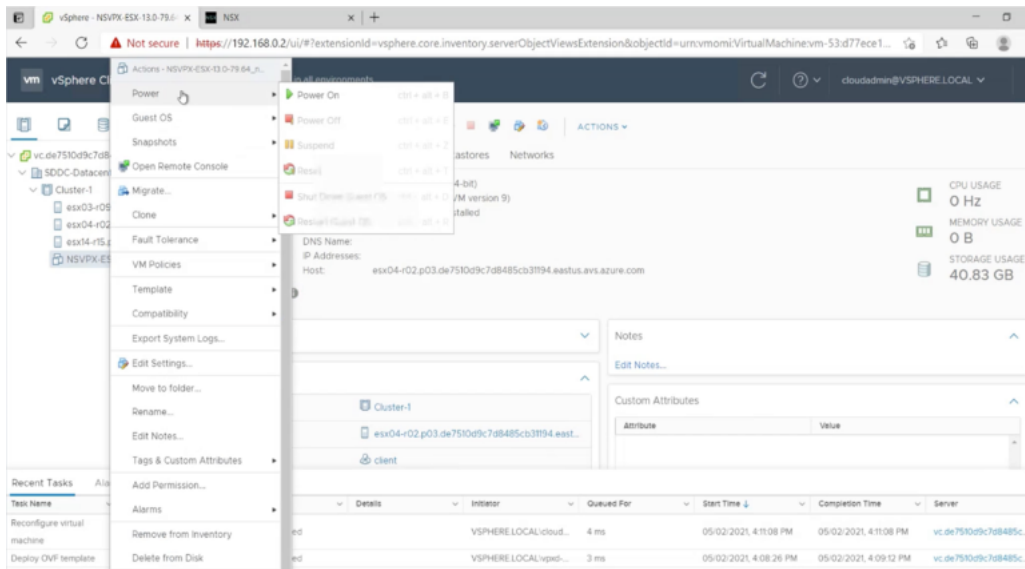 vSphere - NSVPX-ESX-13.0-79.6
NSX
Not secure | https://192.168.0.2/ui/#?extensionId=vsphere.core.inventory.serverObjectViewsExtension&objectId=urn:vmomi:VirtualMachine:vm-53:d77ece1...
vm vSphere Cl
in all environments
cloudadmin@VSPHERE.LOCAL
Actions - NSVPX-ESX-13.0-79.64_n...
Power
Guest OS
Snapshots
Open Remote Console
Migrate...
Clone
Fault Tolerance
VM Policies
Template
Compatibility
Export System Logs...
Edit Settings...
Move to folder...
Rename...
Edit Notes...
Tags & Custom Attributes
Add Permission...
Alarms
Remove from Inventory
Delete from Disk
Power On
Power Off
Suspend
Reset
Shut Down Guest OS
Restart Guest OS
ACTIONS
astores Networks
vc.de7510d9c7d8
SDDC-Datacen
Cluster-1
esx03-r09
esx04-r02
esx14-r15.p
NSVPX-ES
4-bit)
VM version 9)
stalled
DNS Name:
IP Addresses:
Host: esx04-r02.p03.de7510d9c7d8485cb31194.eastus.avs.azure.com
CPU USAGE
0 Hz
MEMORY USAGE
0 B
STORAGE USAGE
40.83 GB
Notes
Edit Notes...
Custom Attributes
Attribute Value
Cluster-1
esx04-r02.p03.de7510d9c7d8485cb31194.east...
client
Recent Tasks Ala
Task Name Details Initiator Queued For Start Time ↓ Completion Time Server
Reconfigure virtual machine ed VSPHERE.LOCAL\cloud... 4 ms 05/02/2021, 4:11:08 PM 05/02/2021, 4:11:08 PM vc.de7510d9c7d8485c
Deploy OVF template ed VSPHERE.LOCAL\vpxd-... 3 ms 05/02/2021, 4:08:26 PM 05/02/2021, 4:09:12 PM vc.de7510d9c7d8485c